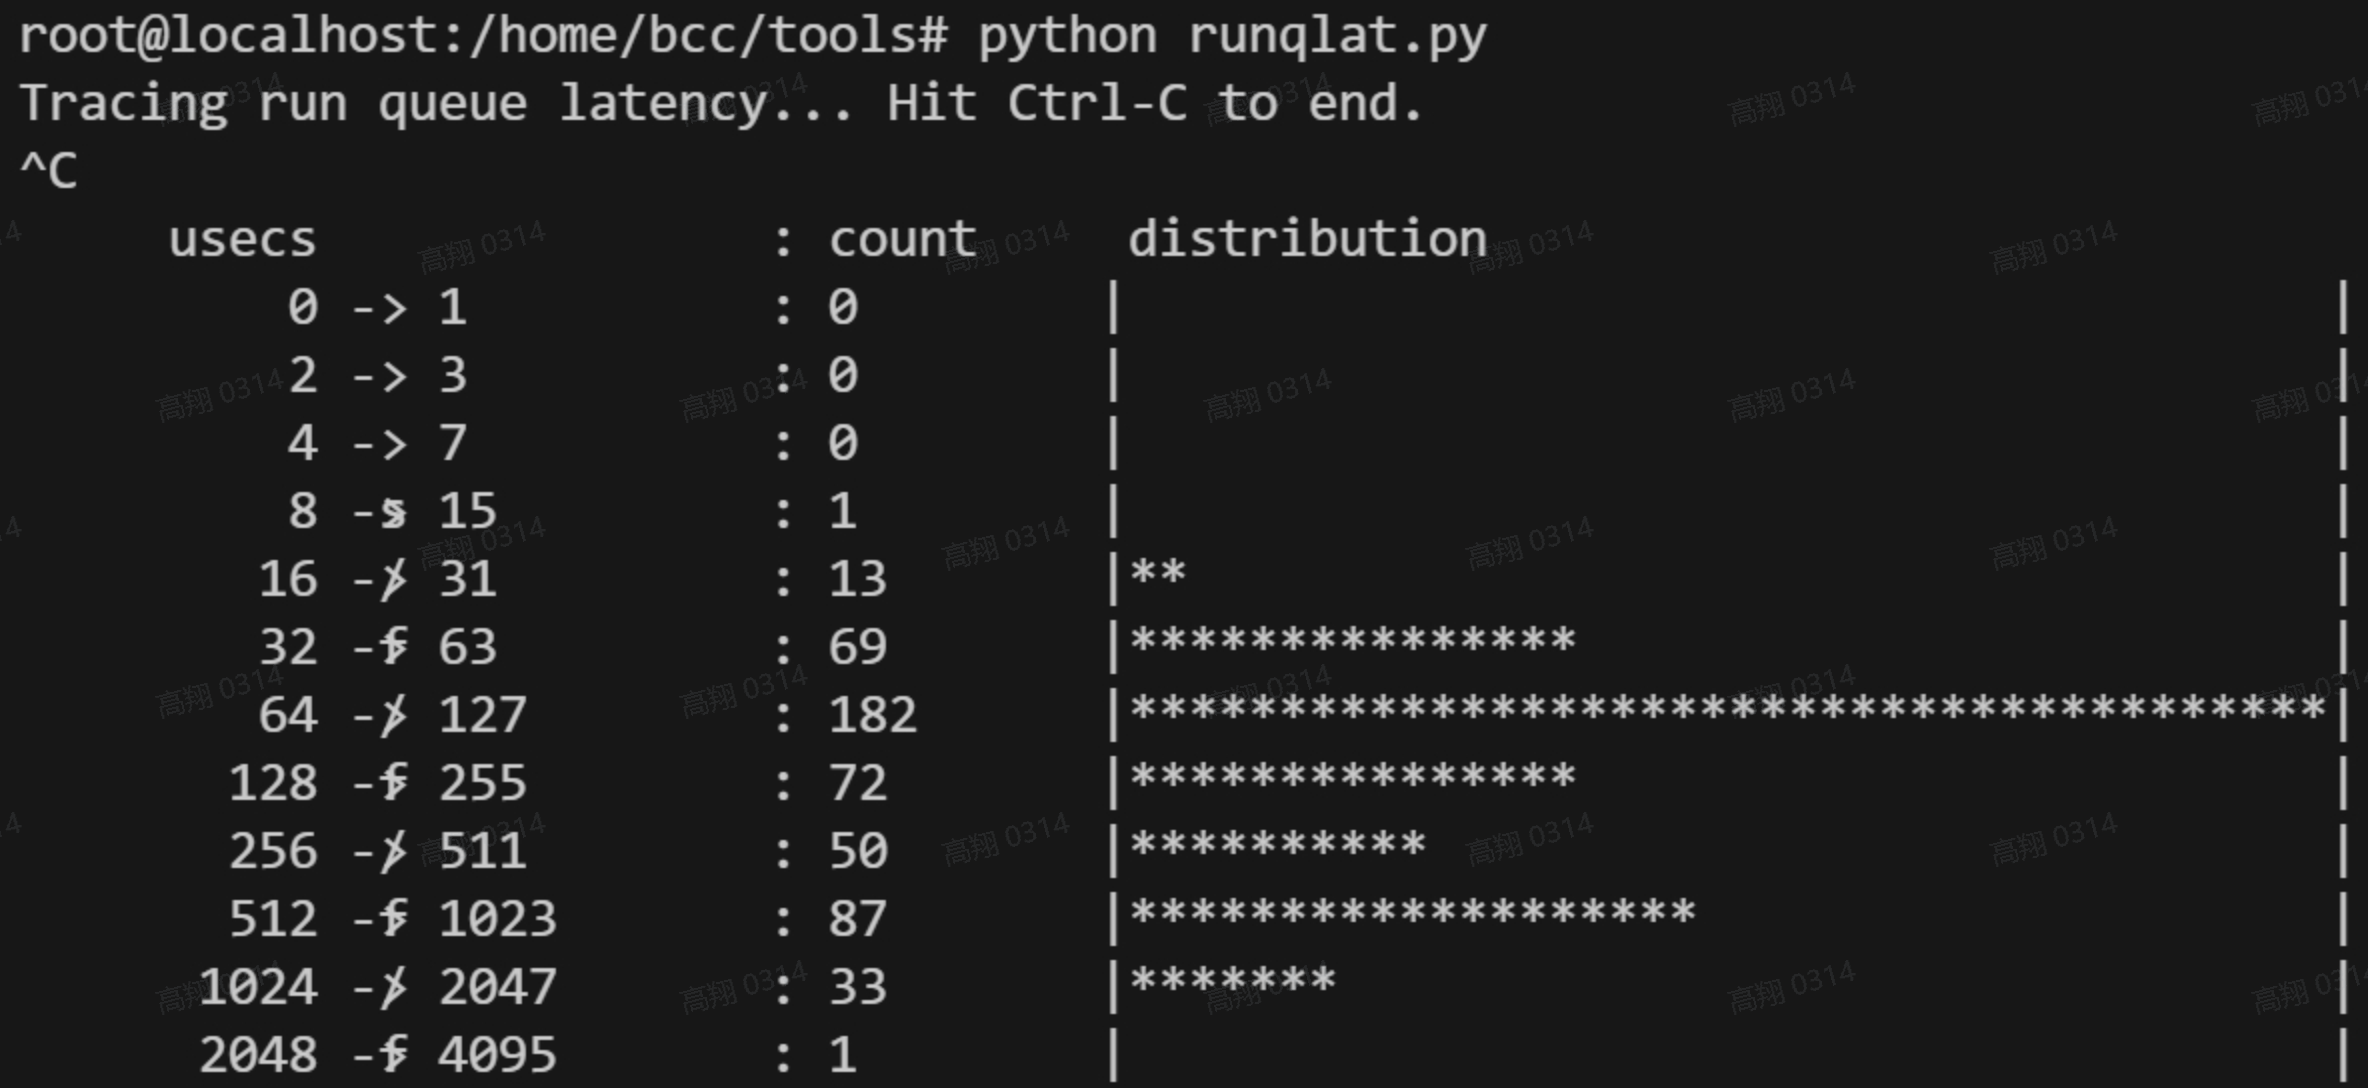 root@localhost:/home/bcc/tools# python runqlat.py
Tracing run queue latency... Hit Ctrl-C to end.
^C
     usecs               : count     distribution
         0 -> 1          : 0        |                                        |
         2 -> 3          : 0        |                                        |
         4 -> 7          : 0        |                                        |
         8 -> 15         : 1        |                                        |
        16 -> 31         : 13       |**                                      |
        32 -> 63         : 69       |***************                         |
        64 -> 127        : 182      |****************************************|
       128 -> 255        : 72       |***************                         |
       256 -> 511        : 50       |**********                              |
       512 -> 1023       : 87       |*******************                     |
      1024 -> 2047       : 33       |*******                                 |
      2048 -> 4095       : 1        |                                        |
高翔 0314